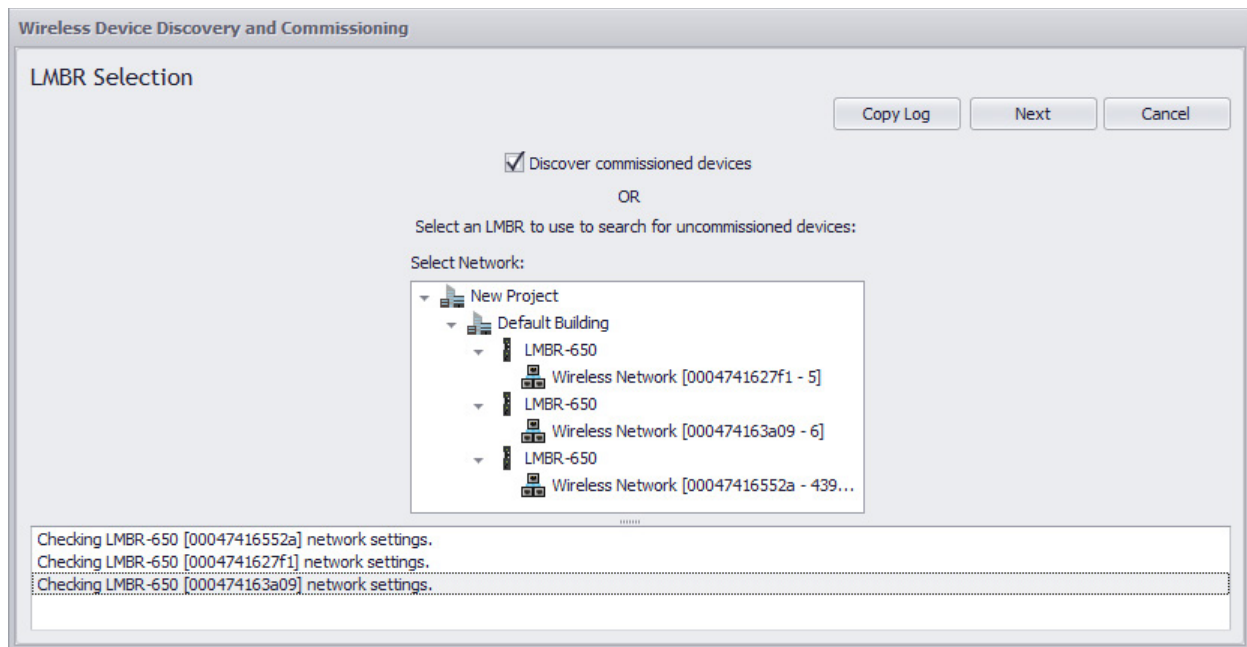 Wireless Device Discovery and Commissioning
LMBR Selection
Copy Log Next Cancel
Discover commissioned devices
OR
Select an LMBR to use to search for uncommissioned devices:
Select Network:
New Project
Default Building
LMBR-650
Wireless Network [0004741627f1 - 5]
LMBR-650
Wireless Network [000474163a09 - 6]
LMBR-650
Wireless Network [00047416552a - 439...
Checking LMBR-650 [00047416552a] network settings.
Checking LMBR-650 [0004741627f1] network settings.
Checking LMBR-650 [000474163a09] network settings.